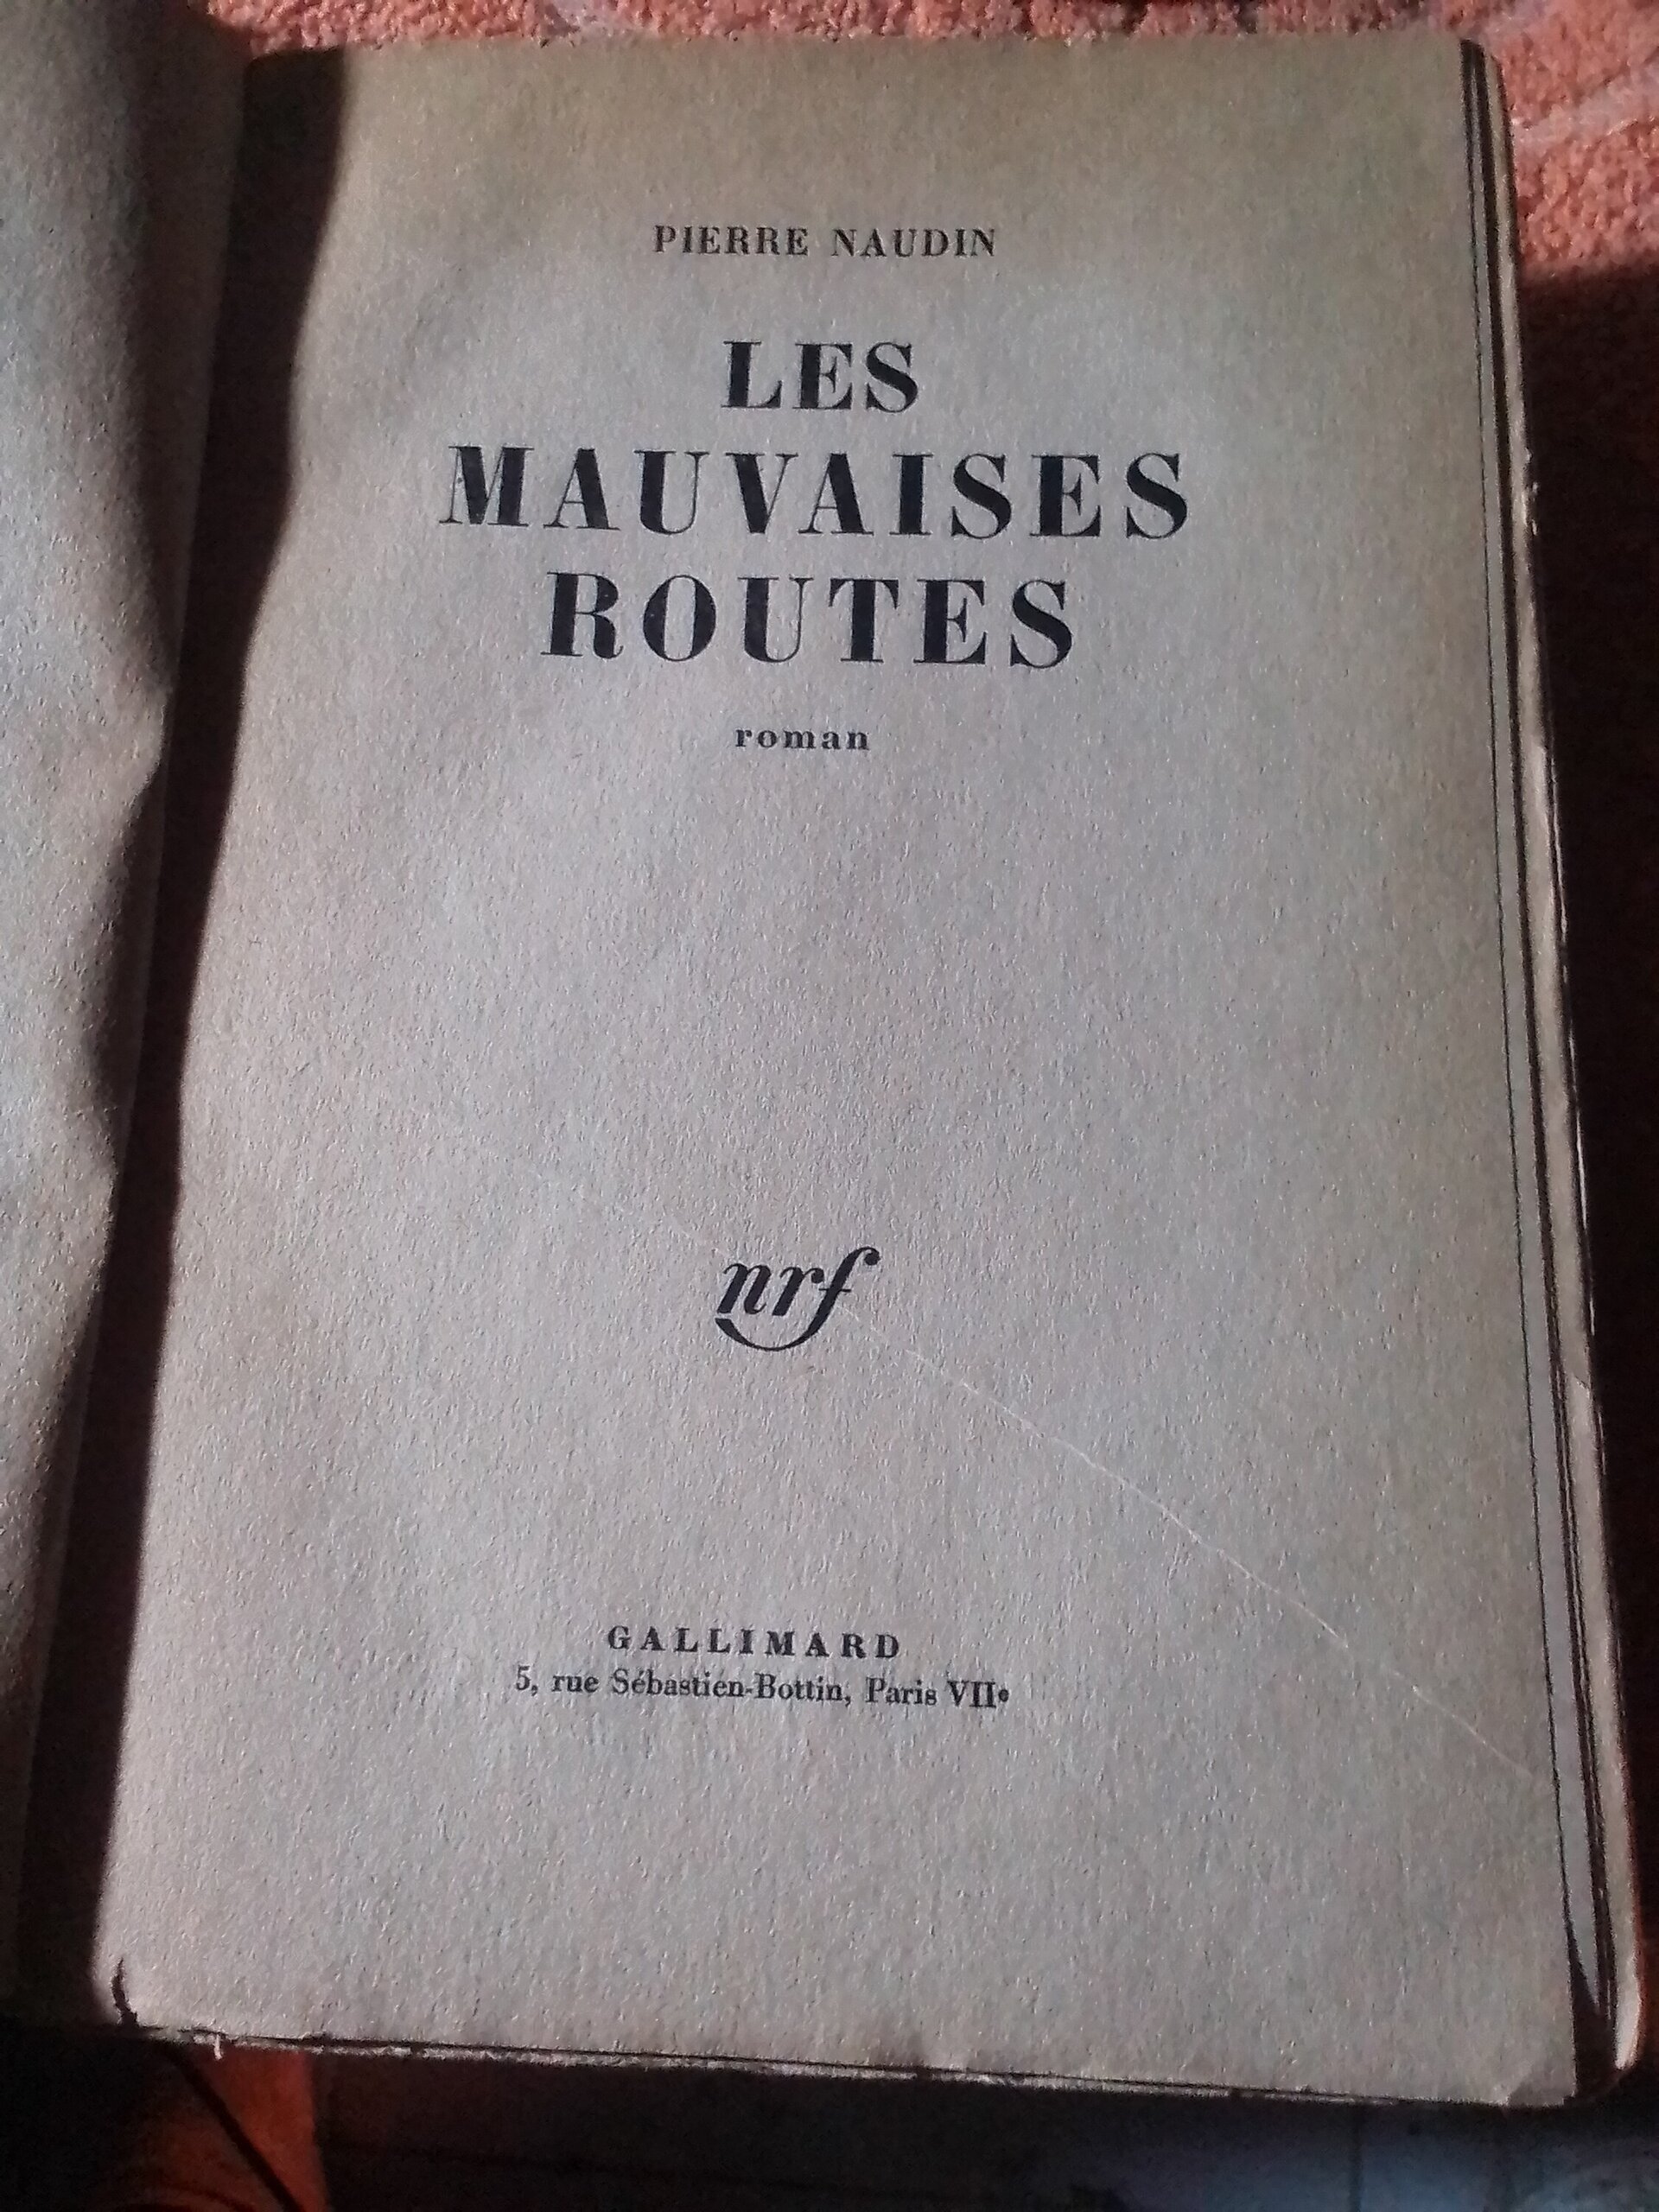 PIERRE NAUDIN
LES
MAUVAISES
ROUTES
roman
nrf
GALLIMARD
5, rue Sébastien-Bottin, Paris VIIᵉ